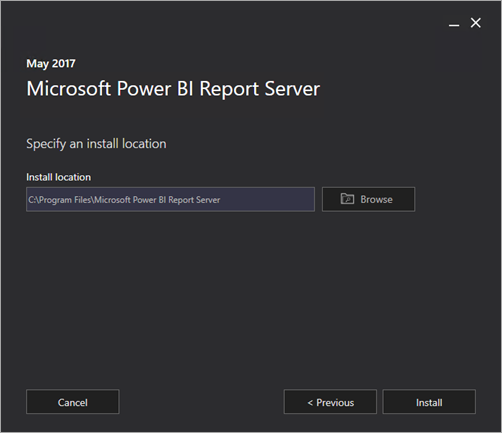 May 2017
Microsoft Power BI Report Server
Specify an install location
Install location
C:\Program Files\Microsoft Power BI Report Server
Browse
Cancel
< Previous
Install